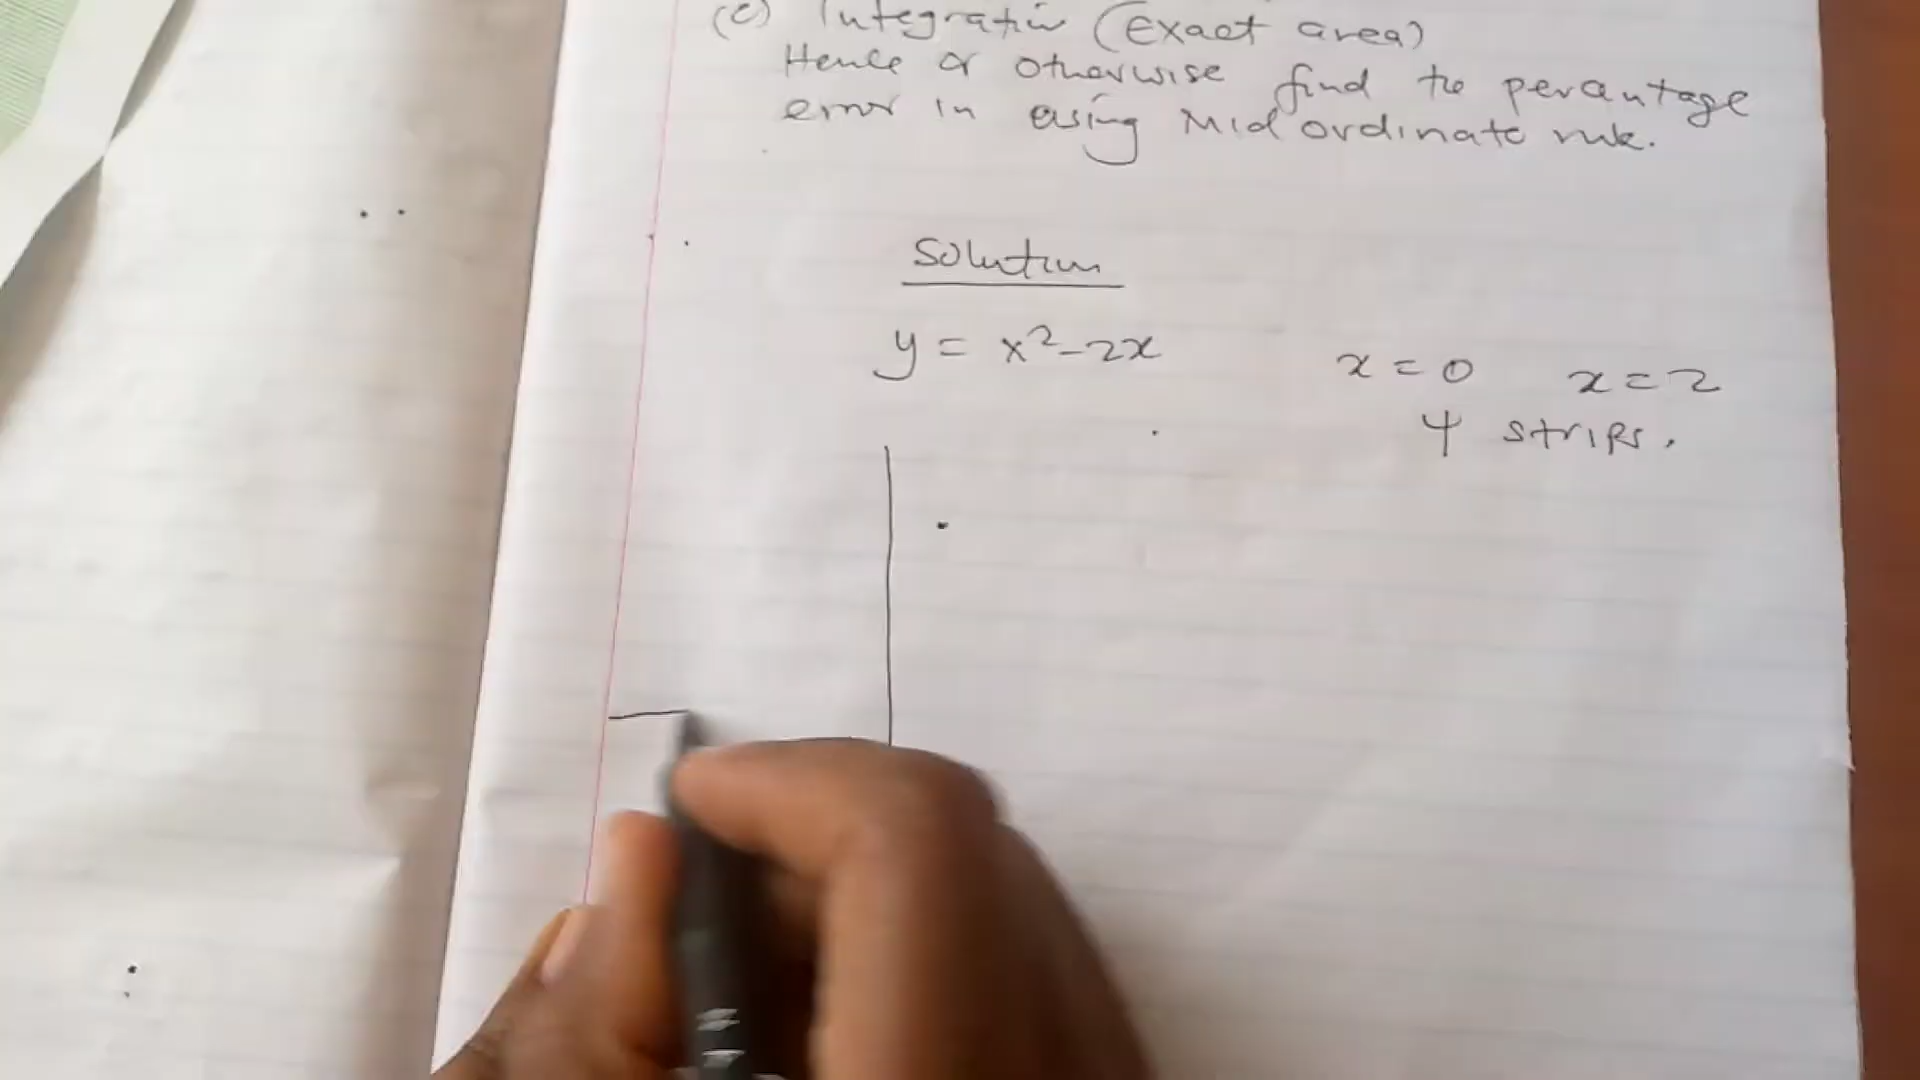 (c) Integration (Exact area)
Hence or otherwise find the percantage
error in using Mid ordinate rule.
Solution
y = x²-2x
x = 0 x = 2
4 strips.